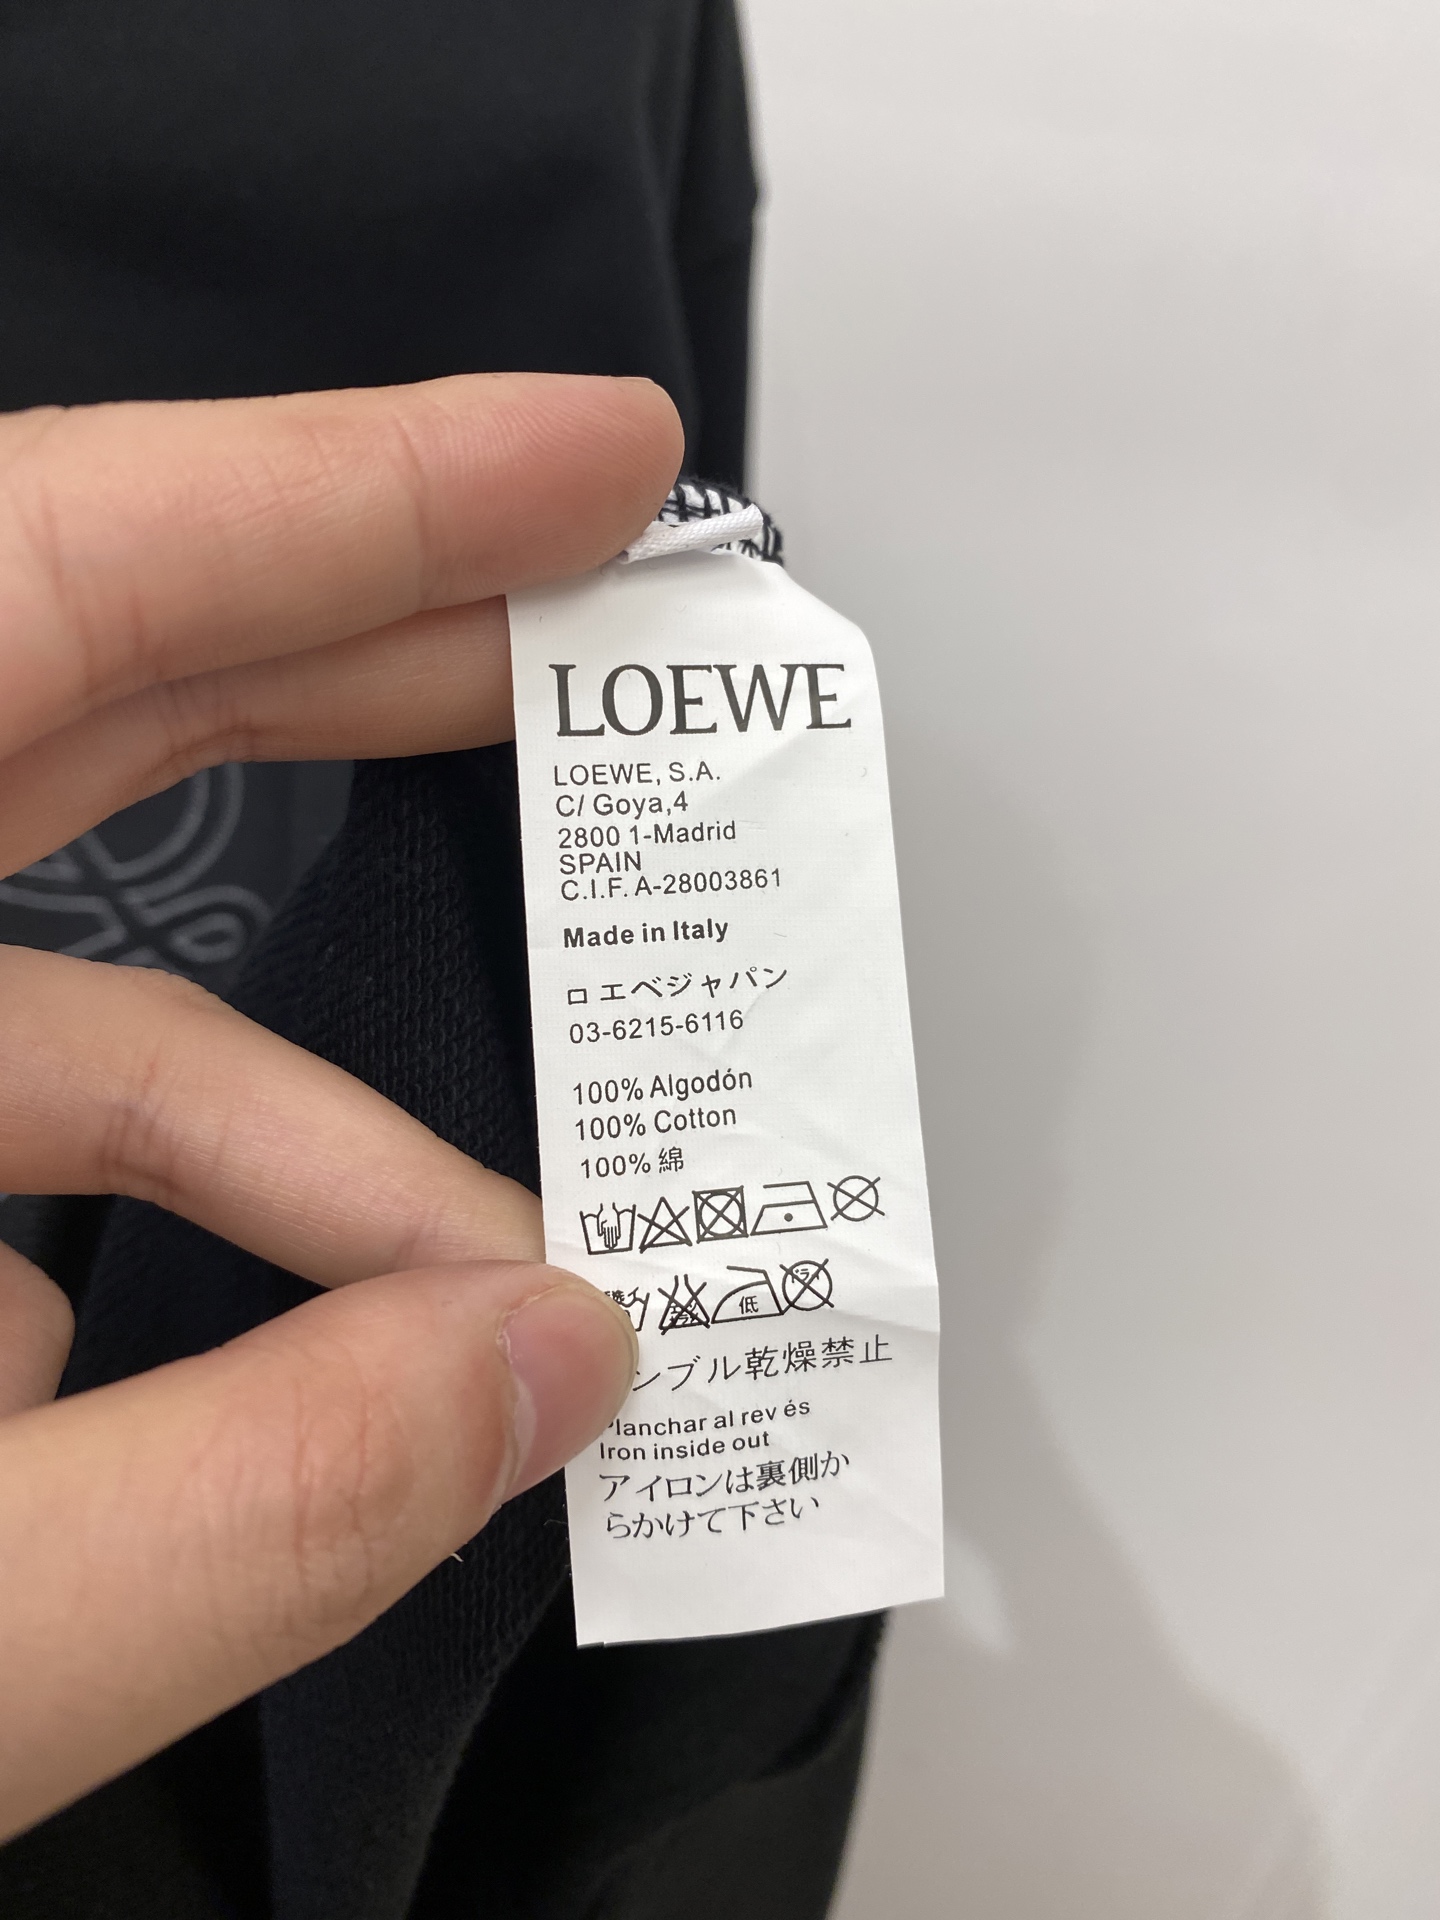 LOEWE
LOEWE, S.A.
C/ Goya,4
2800 1-Madrid
SPAIN
C.I.F. A-28003861
Made in Italy
ロエベジャパン
03-6215-6116
100% Algodón
100% Cotton
100% 綿
低
ドライ
ンブル乾燥禁止
Planchar al rev és
Iron inside out
アイロンは裏側か
らかけて下さい